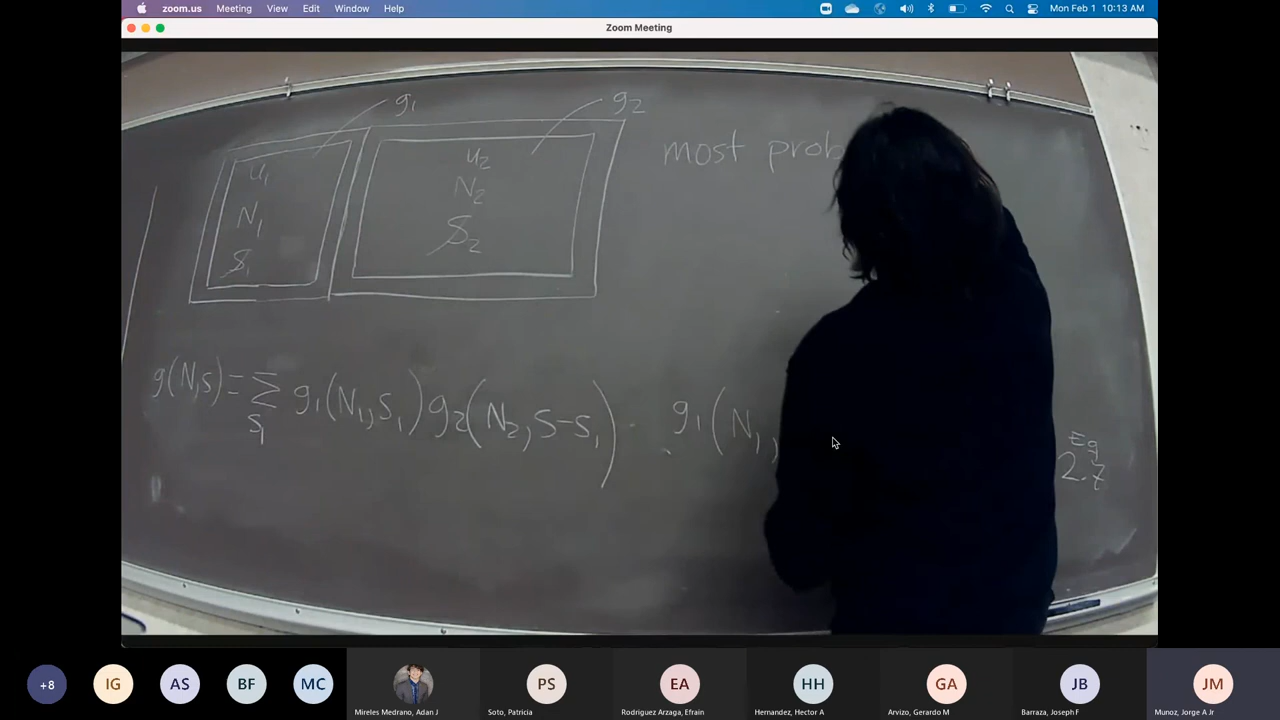 zoom.us Meeting View Edit Window Help
Mon Feb 1 10:13 AM
Zoom Meeting
g₁
g₂
u₁
N₁
S₁
u₂
N₂
S₂
most prob
g(N,s) = Σ g₁(N₁,S₁) g₂(N₂,S-S₁)
S₁
g₁(N₁,
Eq
2.7
+8
IG
AS
BF
MC
Mireles Medrano, Adan J
PS
Soto, Patricia
EA
Rodriguez Arzaga, Efrain
HH
Hernandez, Hector A
GA
Arvizo, Gerardo M
JB
Barraza, Joseph F
JM
Munoz, Jorge A Jr